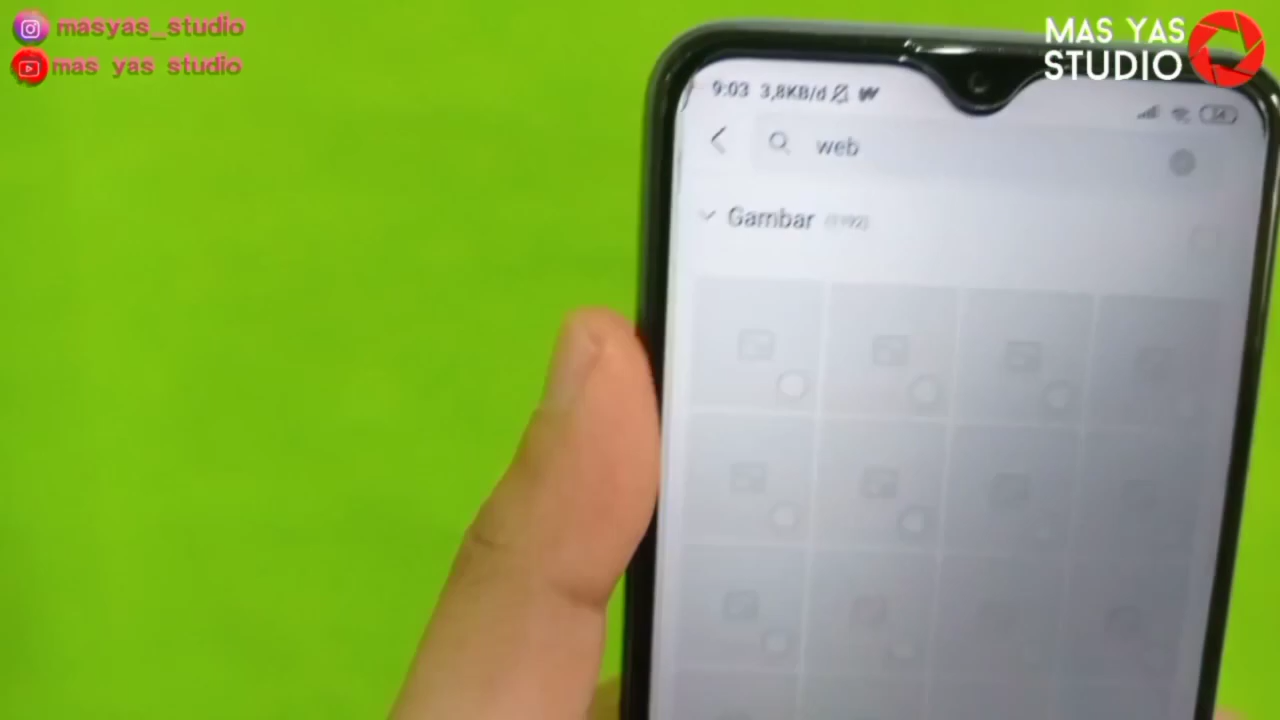 masyas_studio
mas yas studio
MAS YAS
STUDIO
9:03 3,8KB/d
web
Gambar